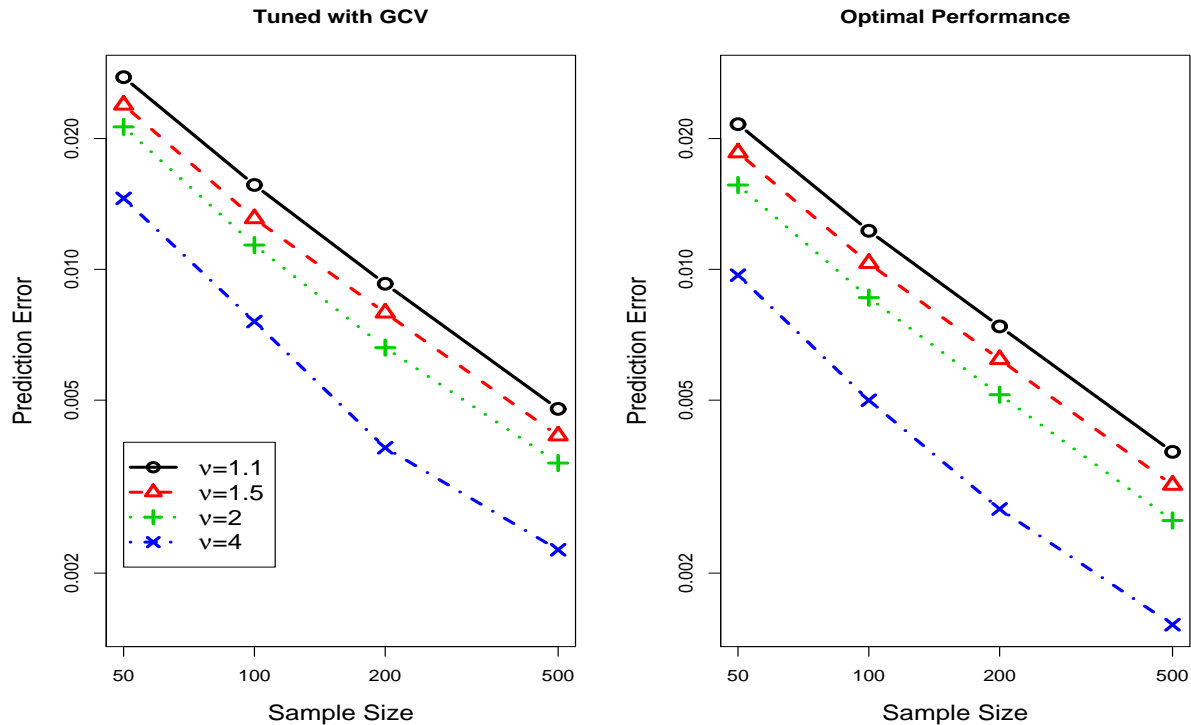 Tuned with GCV
Prediction Error
0.020
0.010
0.005
0.002
ν=1.1
ν=1.5
ν=2
ν=4
50
100
200
500
Sample Size
Optimal Performance
Prediction Error
0.020
0.010
0.005
0.002
50
100
200
500
Sample Size